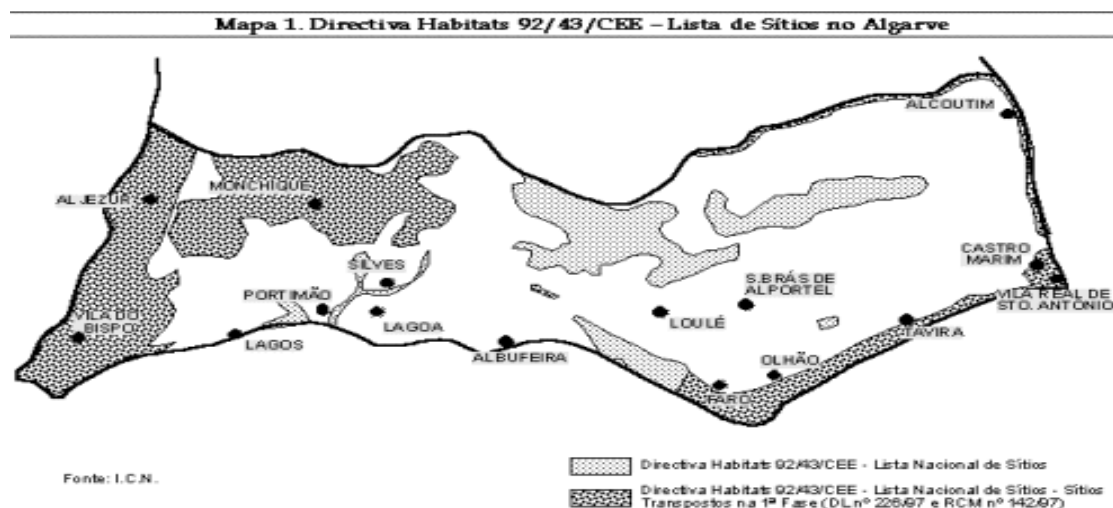 Mapa 1. Directiva Habitats 92/43/CEE – Lista de Sítios no Algarve
ALCOUTIM
MONCHIQUE
ALJEZUR
CASTRO
MARIM
SILVES
S.BRÁS DE
ALPORTEL
PORTIMÃO
VILA REAL DE
STO. ANTÓNIO
VILA DO
BISPO
LAGOA
LOULÉ
TAVIRA
LAGOS
ALBUFEIRA
OLHÃO
FARO
Directiva Habitats 92/43/CEE - Lista Nacional de Sítios
Fonte: I.C.N.
Directiva Habitats 92/43/CEE - Lista Nacional de Sítios - Sítios
Transpostos na 1ª Fase (DL nº 226/97 e RCM nº 142/97)